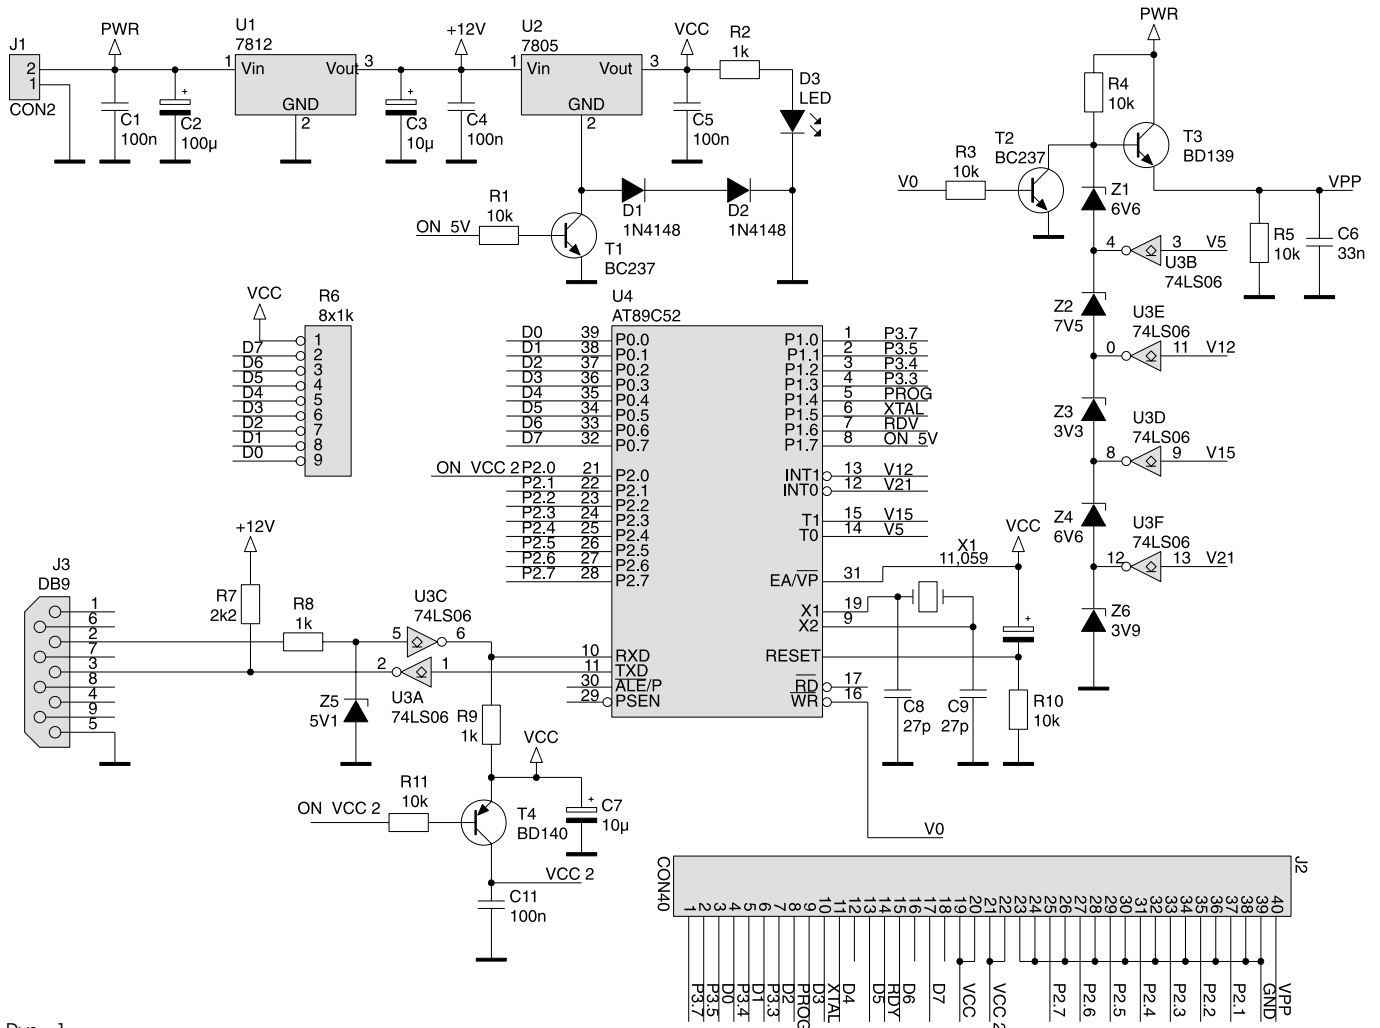 J1
2
1
CON2
PWR
C1
100n
+
C2
100µ
U1
7812
1
Vin
Vout
3
GND
2
+
C3
10µ
+12V
C4
100n
U2
7805
1
Vin
Vout
3
GND
2
VCC
C5
100n
R2
1k
D3
LED
ON 5V
R1
10k
T1
BC237
D1
1N4148
D2
1N4148
PWR
R4
10k
T3
BD139
V0
R3
10k
T2
BC237
VPP
R5
10k
C6
33n
Z1
6V6
4
3
V5
U3B
74LS06
Z2
7V5
U3E
74LS06
0
11
V12
Z3
3V3
U3D
74LS06
8
9
V15
Z4
6V6
U3F
74LS06
12
13
V21
Z6
3V9
VCC
R6
8x1k
1
D7 2
D6 3
D5 4
D4 5
D3 6
D2 7
D1 8
D0 9
U4
AT89C52
D0 39 P0.0
D1 38 P0.1
D2 37 P0.2
D3 36 P0.3
D4 35 P0.4
D5 34 P0.5
D6 33 P0.6
D7 32 P0.7
ON VCC 2 P2.0 21 P2.0
P2.1 22 P2.1
P2.2 23 P2.2
P2.3 24 P2.3
P2.4 25 P2.4
P2.5 26 P2.5
P2.6 27 P2.6
P2.7 28 P2.7
10 RXD
11 TXD
30 ALE/P
29 PSEN
P1.0 1 P3.7
P1.1 2 P3.5
P1.2 3 P3.4
P1.3 4 P3.3
P1.4 5 PROG
P1.5 6 XTAL
P1.6 7 RDV
P1.7 8 ON 5V
INT1 13 V12
INT0 12 V21
T1 15 V15
T0 14 V5
EA/VP 31
X1 19
X2 9
RESET
RD 17
WR 16
V0
X1
11,059
VCC
+
C8
27p
C9
27p
R10
10k
+12V
J3
DB9
1
6
2
7
3
8
4
9
5
R7
2k2
R8
1k
U3C
74LS06
5
6
2
1
U3A
74LS06
Z5
5V1
R9
1k
VCC
R11
10k
ON VCC 2
T4
BD140
+
C7
10µ
VCC 2
C11
100n
CON40
J2
1 2 3 4 5 6 7 8 9 10 11 12 13 14 15 16 17 18 19 20 21 22 23 24 25 26 27 28 29 30 31 32 33 34 35 36 37 38 39 40
P3.7
P3.5
D0
P3.4
D1
P3.3
D2
PROG
D3
XTAL
D4
D5
RDY
D6
D7
VCC
VCC 2
P2.7
P2.6
P2.5
P2.4
P2.3
P2.2
P2.1
GND
VPP